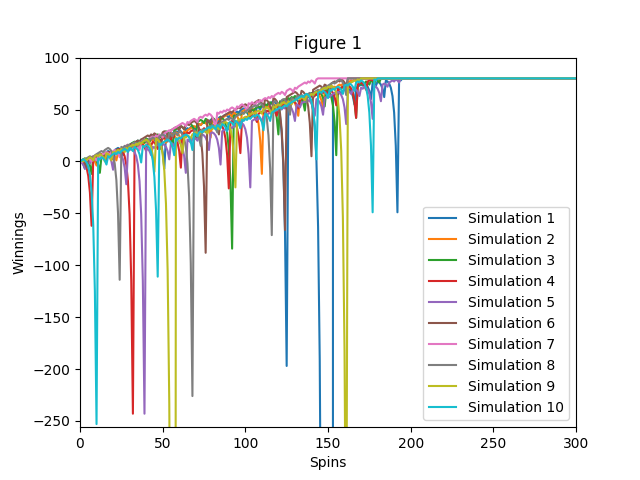 Figure 1
Winnings
100
50
0
−50
−100
−150
−200
−250
0 50 100 150 200 250 300
Spins
Simulation 1
Simulation 2
Simulation 3
Simulation 4
Simulation 5
Simulation 6
Simulation 7
Simulation 8
Simulation 9
Simulation 10